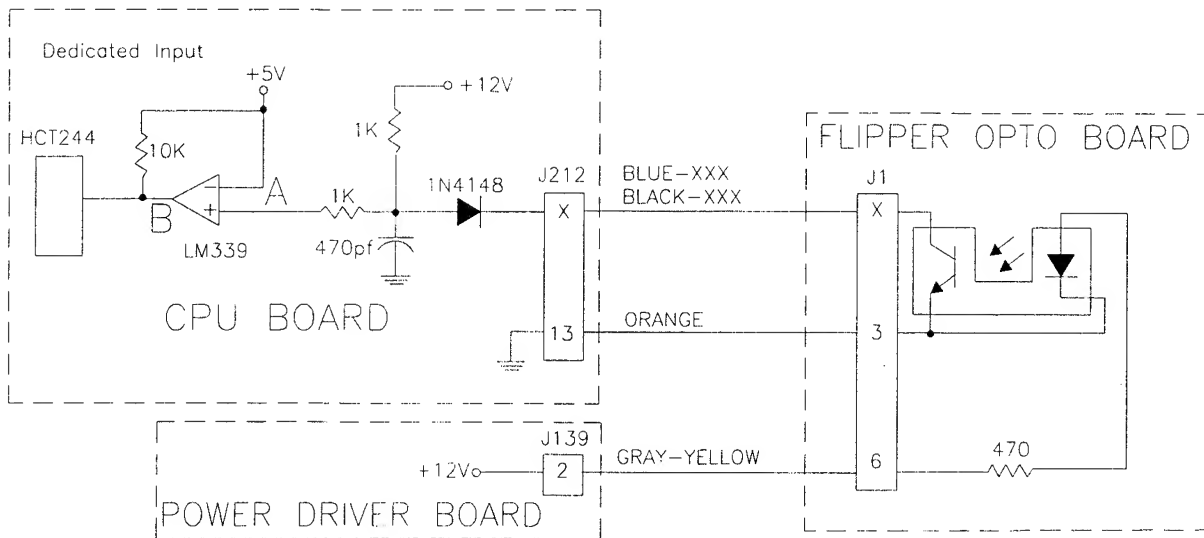 Dedicated Input
+5V
+12V
HCT244
10K
1K
A
B
1K
1N4148
J212
X
LM339
470pf
CPU BOARD
13
BLUE-XXX
BLACK-XXX
ORANGE
FLIPPER OPTO BOARD
J1
X
3
6
470
J139
+12V
2
GRAY-YELLOW
POWER DRIVER BOARD